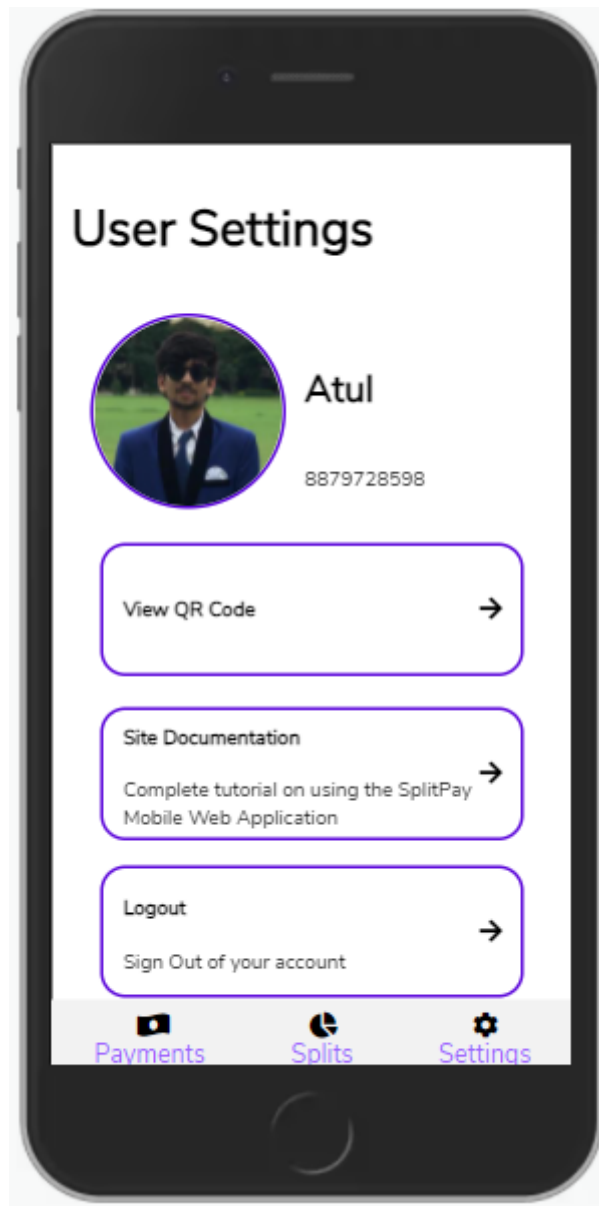 User Settings
Atul
8879728598
View QR Code
Site Documentation
Complete tutorial on using the SplitPay
Mobile Web Application
Logout
Sign Out of your account
Payments Splits Settings